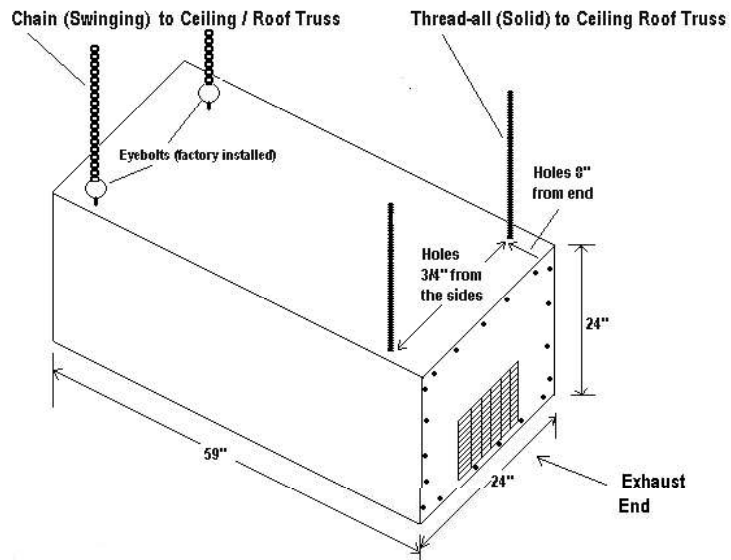 Chain (Swinging) to Ceiling / Roof Truss
Thread-all (Solid) to Ceiling Roof Truss
Eyebolts (factory installed)
Holes 8"
from end
Holes
3/4" from
the sides
24"
59"
24"
Exhaust
End